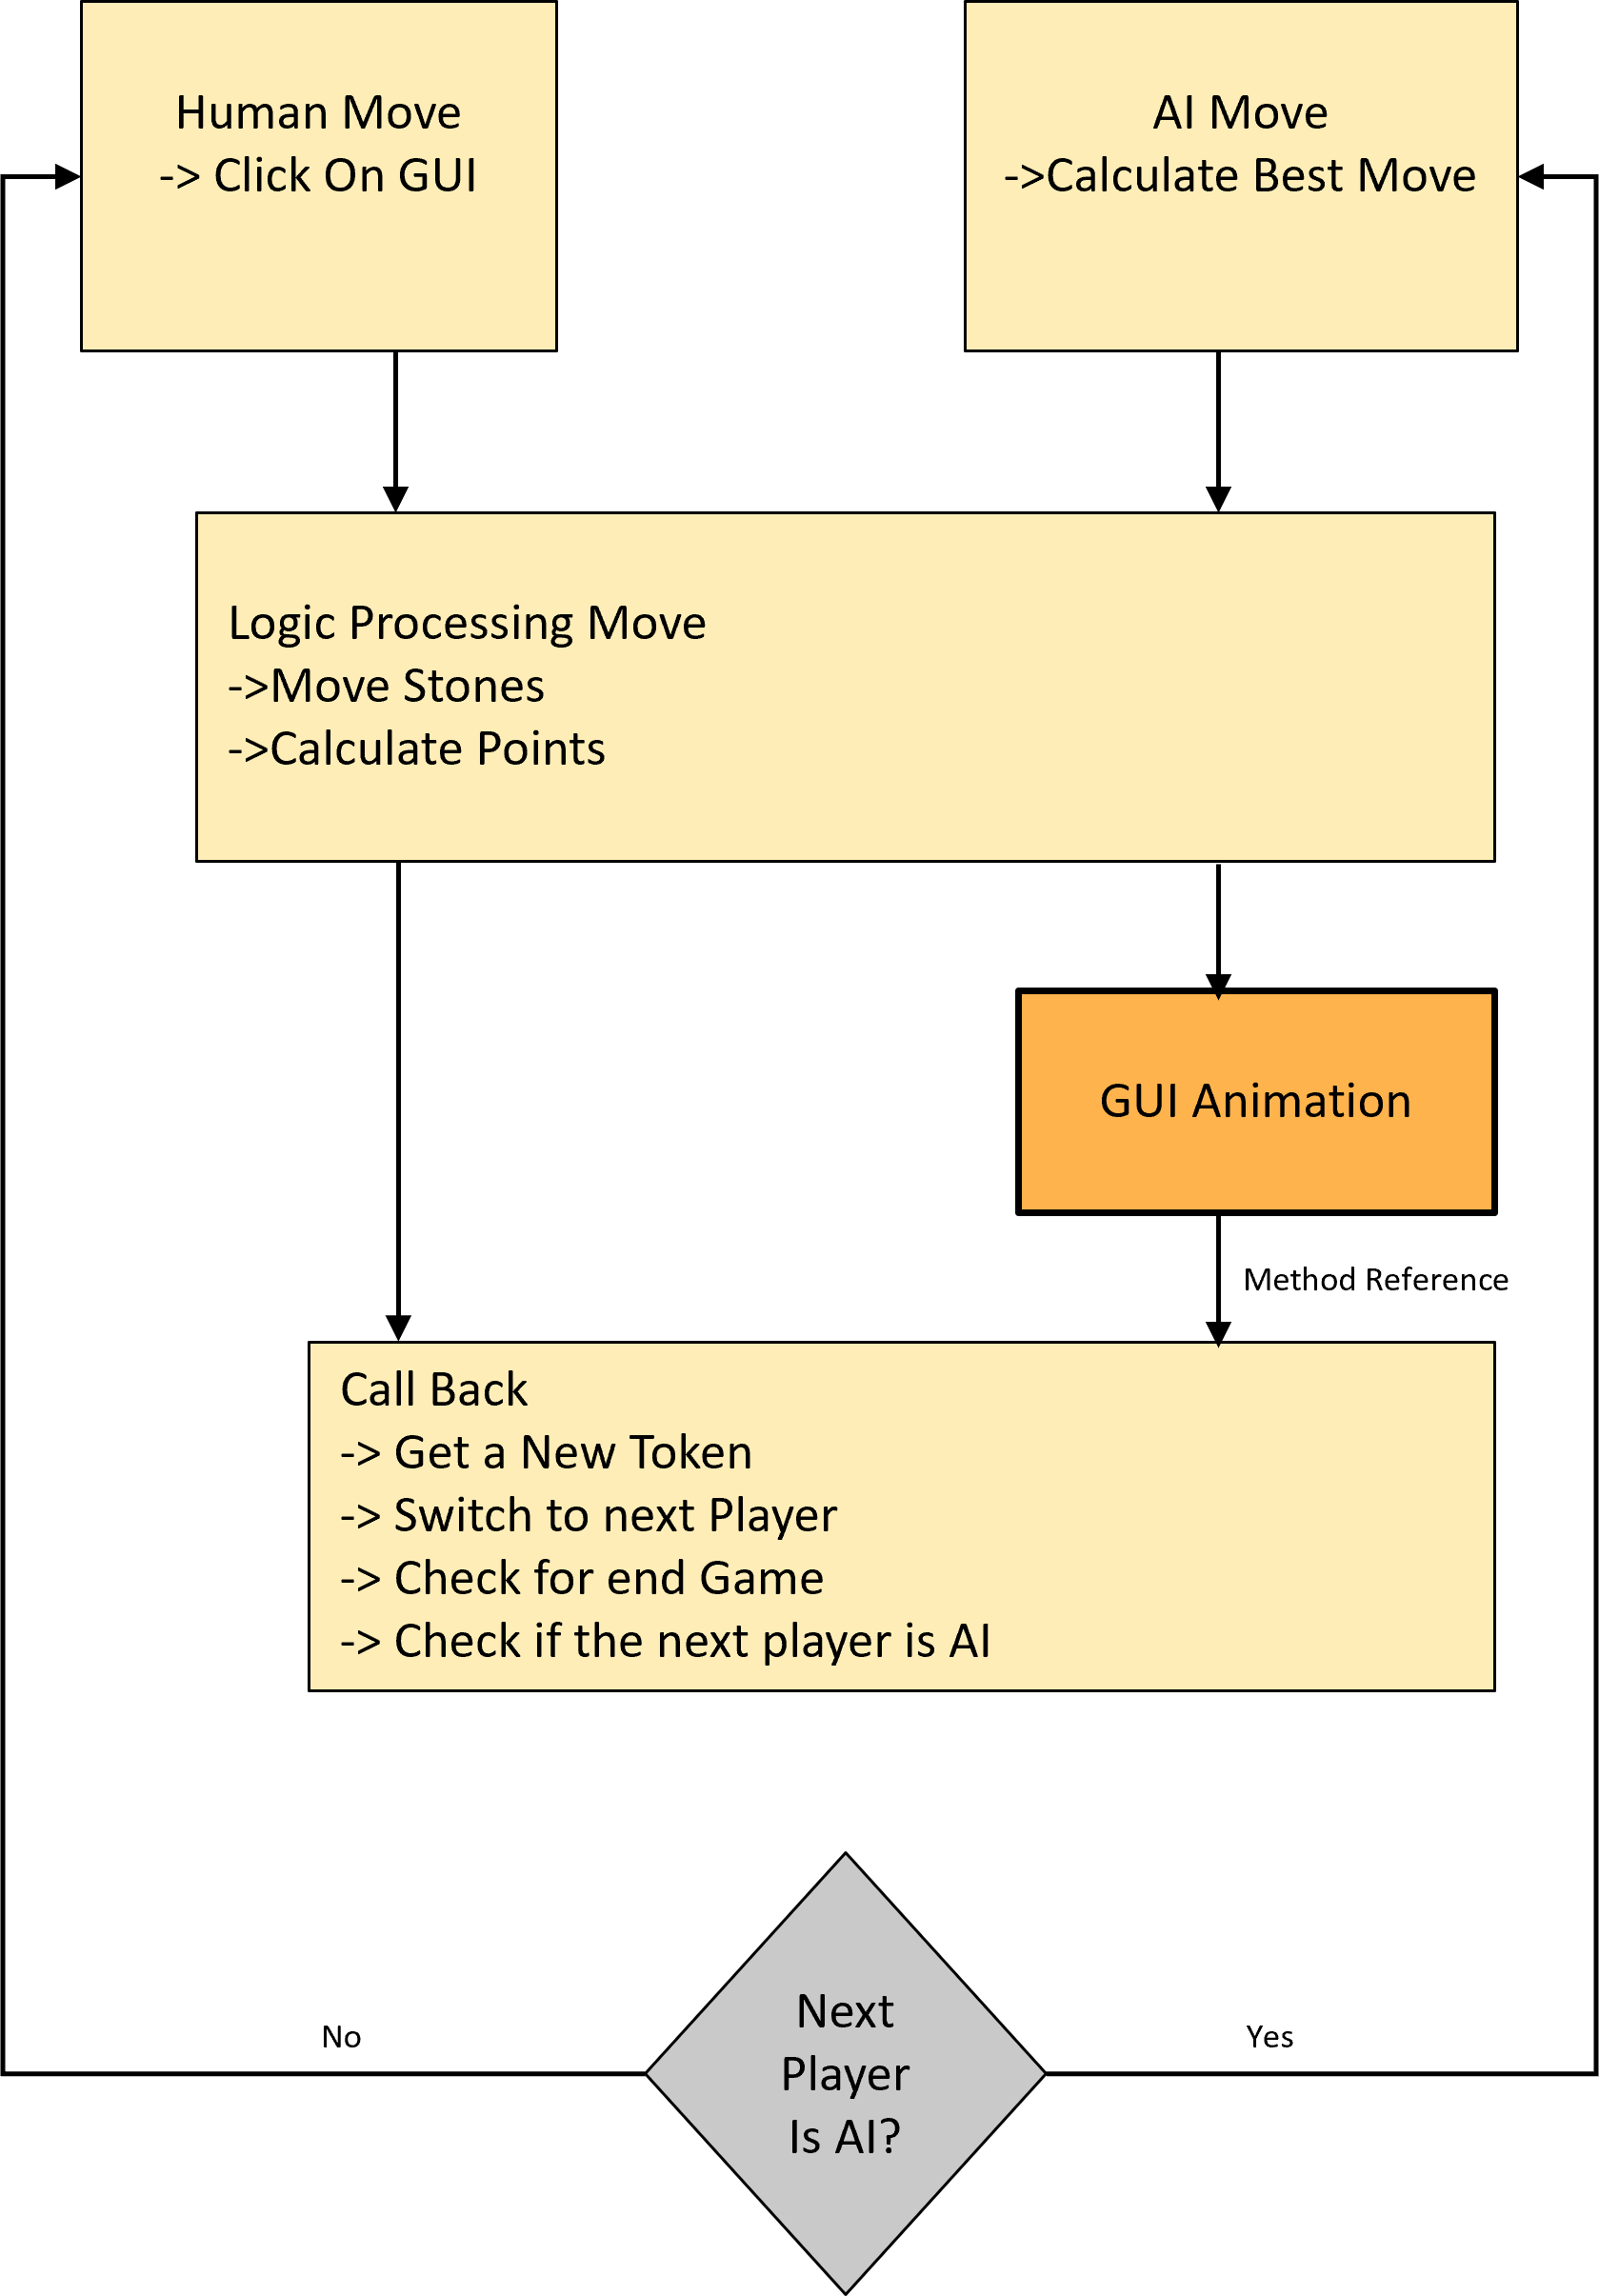 Human Move
-> Click On GUI
AI Move
->Calculate Best Move
Logic Processing Move
->Move Stones
->Calculate Points
GUI Animation
Method Reference
Call Back
-> Get a New Token
-> Switch to next Player
-> Check for end Game
-> Check if the next player is AI
Next
Player
Is AI?
No
Yes